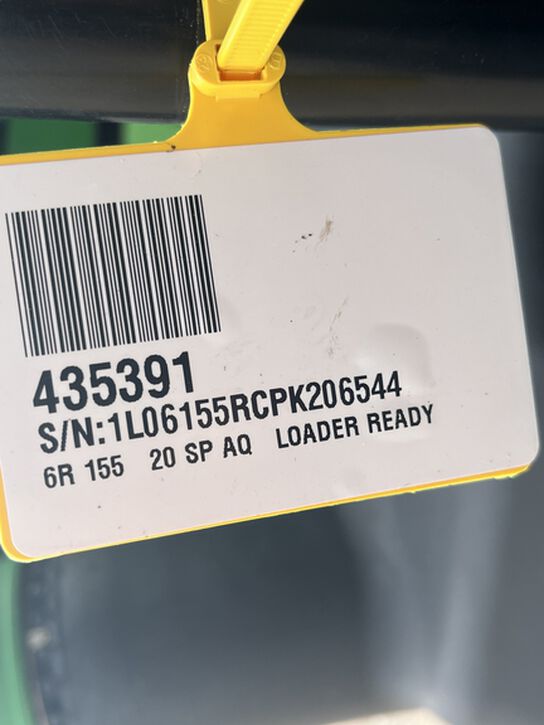 435391
S/N:1L06155RCPK206544
6R 155 20 SP AQ LOADER READY